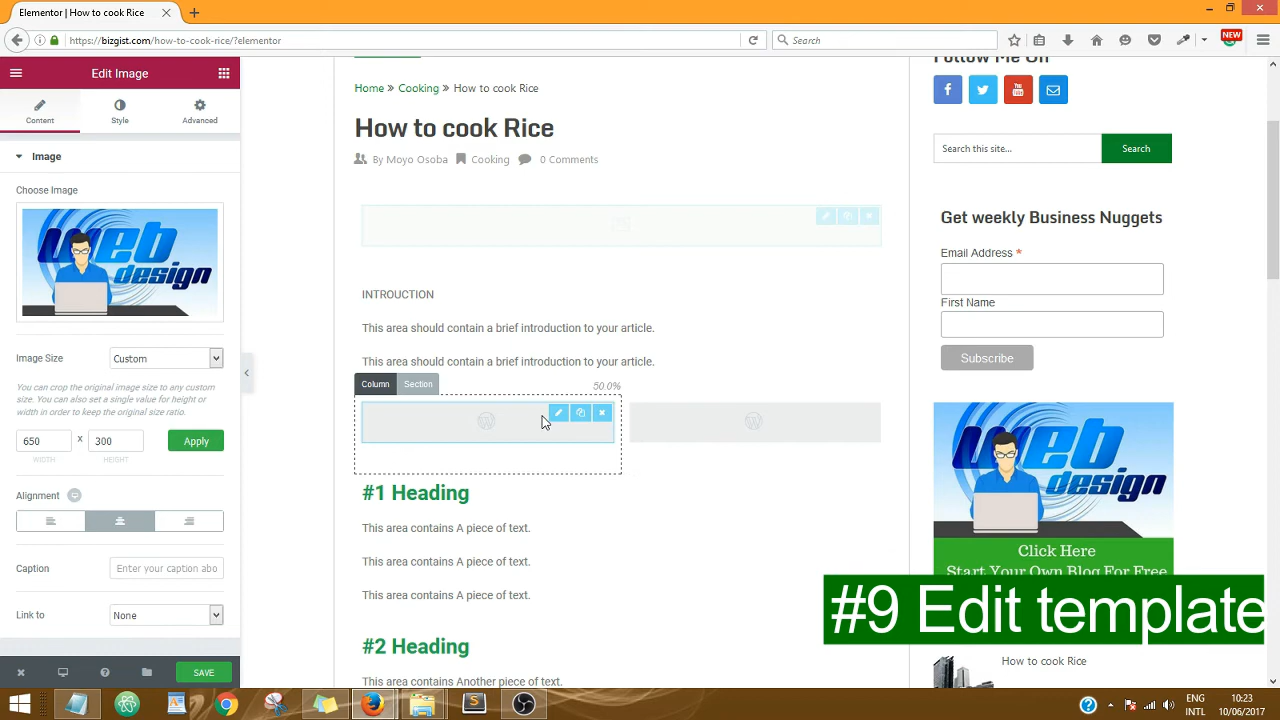 Elementor | How to cook Rice
https://bizgist.com/how-to-cook-rice/?elementor
Search
NEW
Edit Image
Content
Style
Advanced
Image
Choose Image
web design
Image Size
Custom
You can crop the original image size to any custom
size. You can also set a single value for height or
width in order to keep the original size ratio.
650 x 300
Apply
WIDTH
HEIGHT
Alignment
Caption
Enter your caption abo
Link to
None
SAVE
Home » Cooking » How to cook Rice
How to cook Rice
By Moyo Osoba
Cooking
0 Comments
INTROUCTION
This area should contain a brief introduction to your article.
This area should contain a brief introduction to your article.
Column
Section
50.0%
#1 Heading
This area contains A piece of text.
This area contains A piece of text.
This area contains A piece of text.
#2 Heading
This area contains Another piece of text.
Follow Me On
Search this site...
Search
Get weekly Business Nuggets
Email Address *
First Name
Subscribe
web design
Click Here
Start Your Own Blog For Free
#9 Edit template
How to cook Rice
ENG
INTL
10:23
10/06/2017